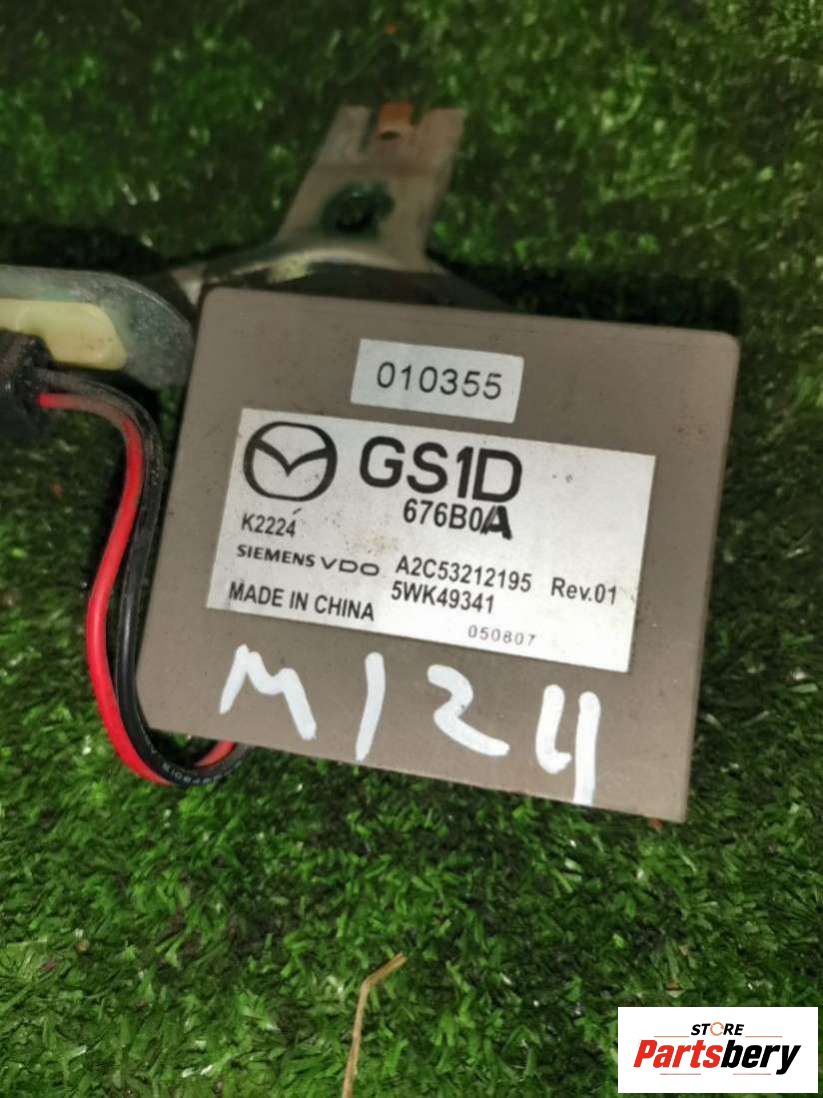 010355
GS1D
676B0A
K2224
SIEMENS VDO A2C53212195 Rev.01
5WK49341
MADE IN CHINA
050807
M124
STORE
Partsbery